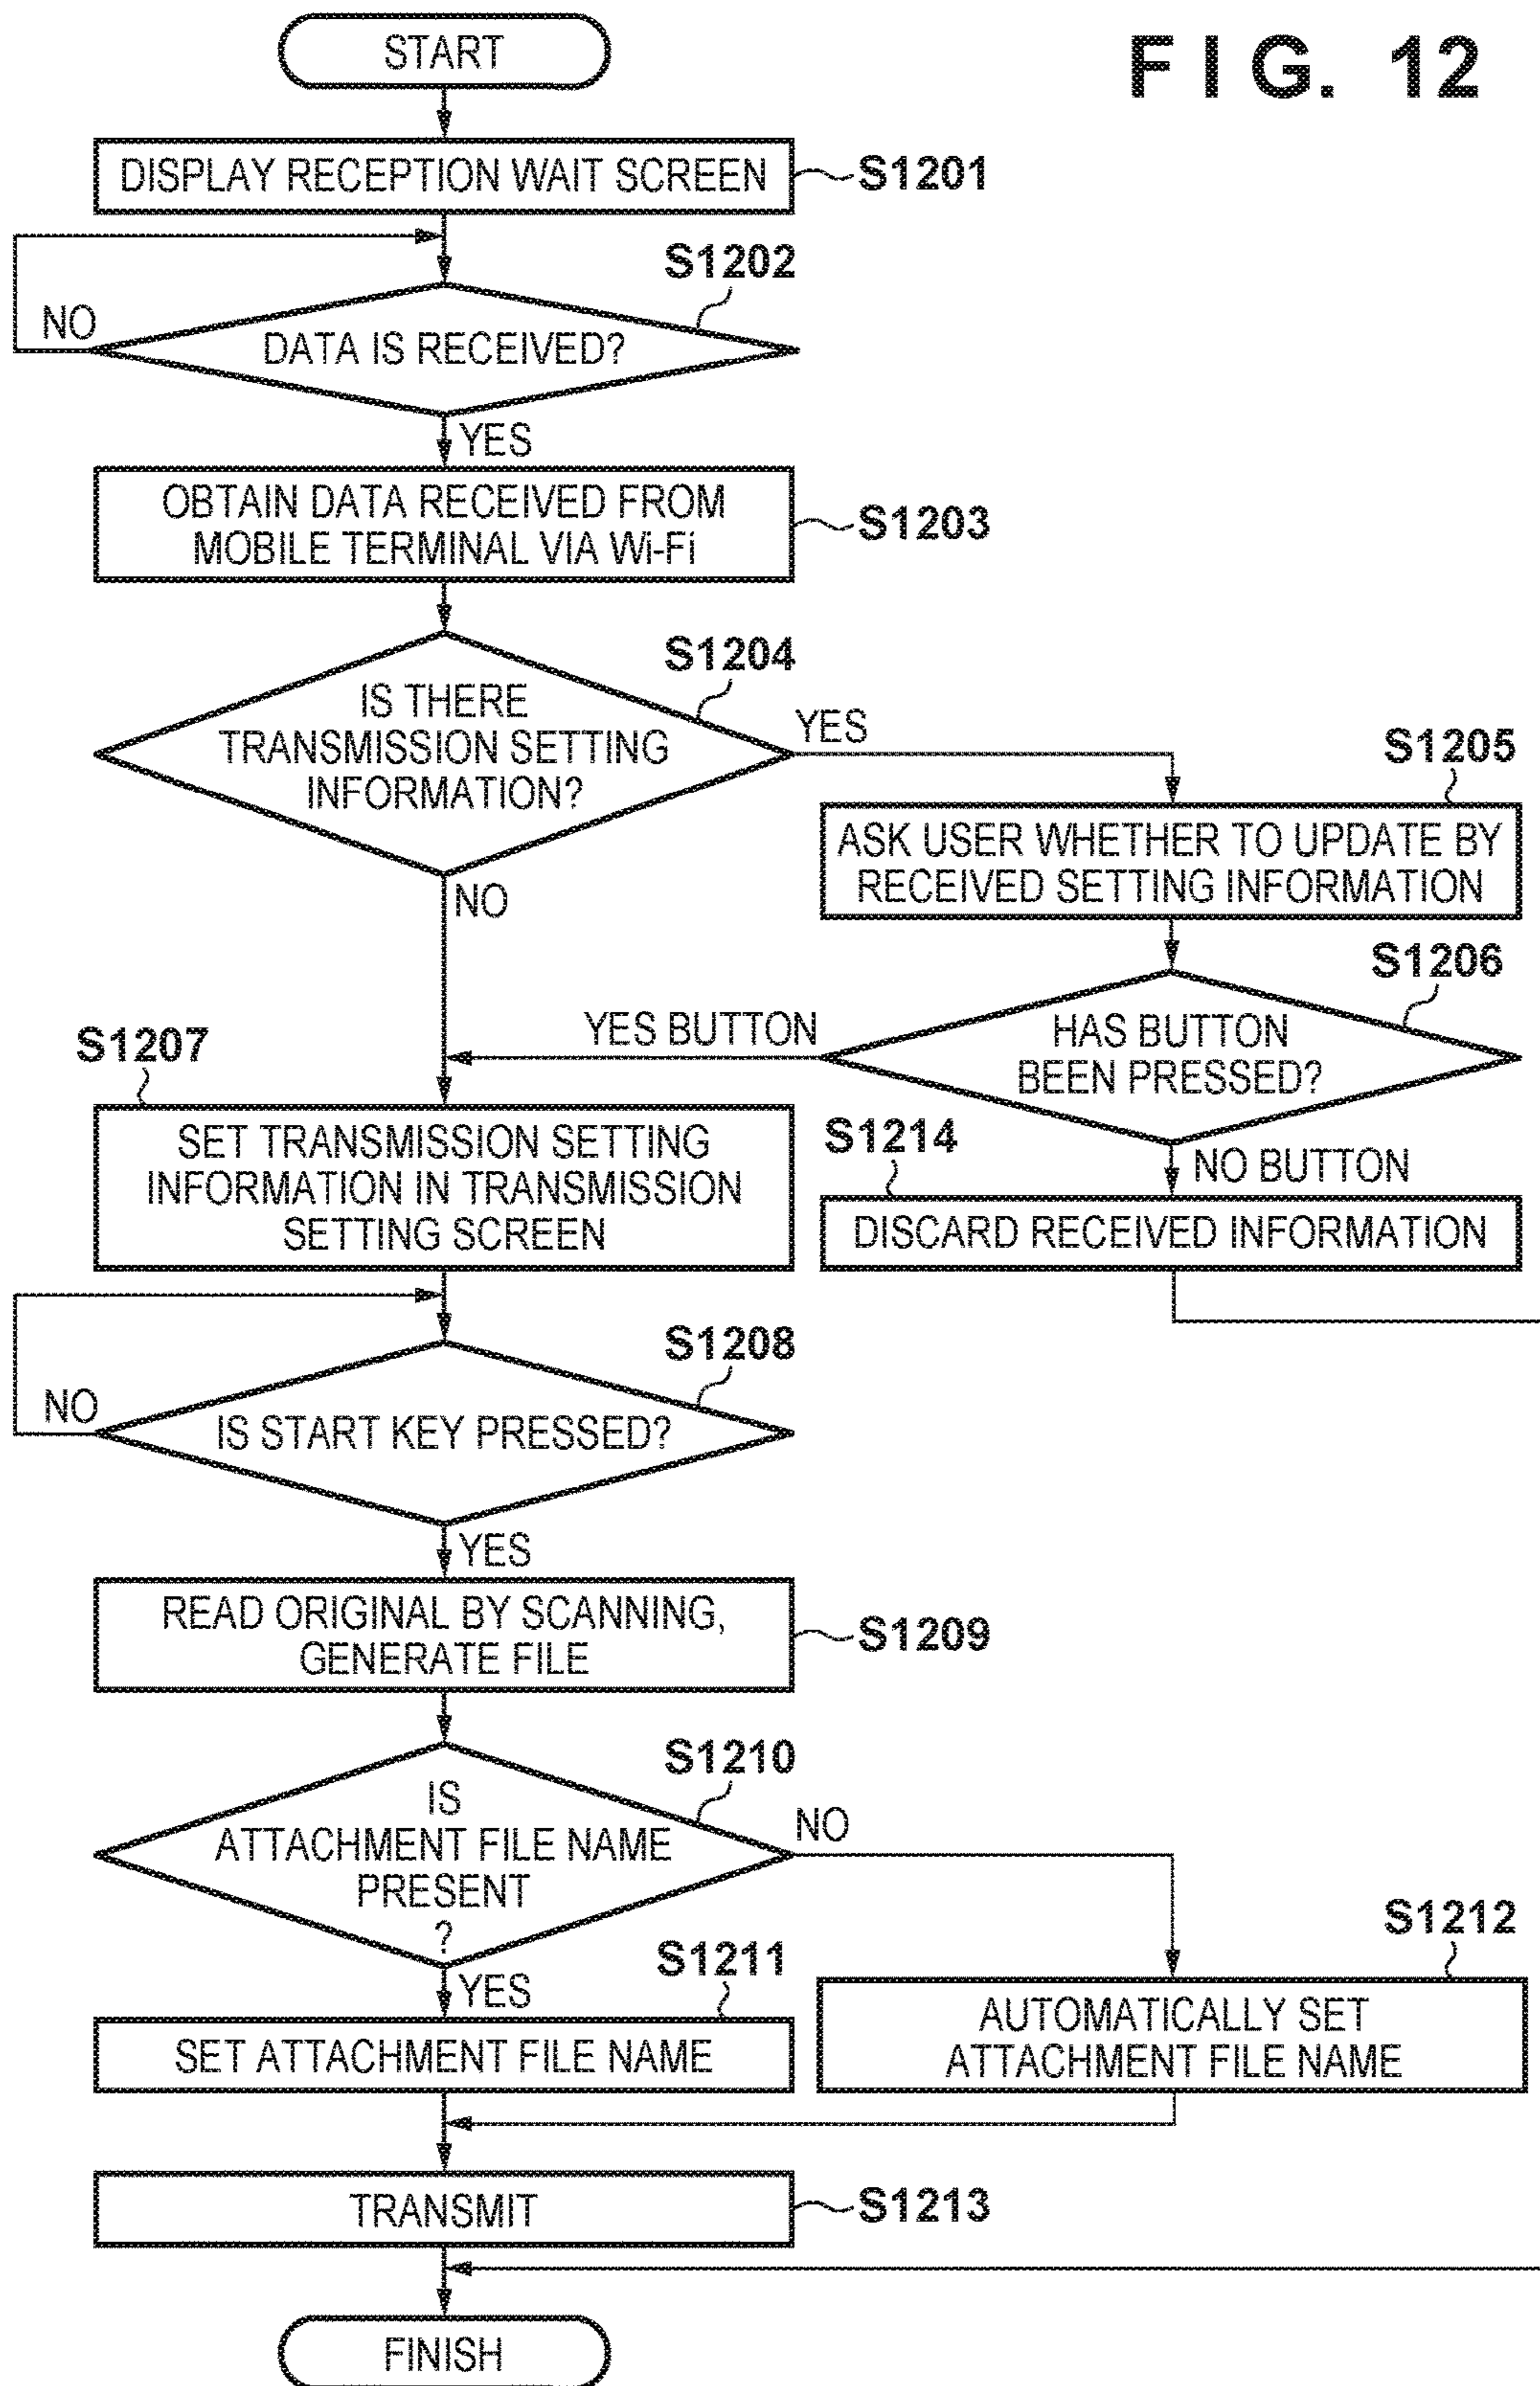 FIG. 12
START
DISPLAY RECEPTION WAIT SCREEN
S1201
S1202
NO
DATA IS RECEIVED?
YES
OBTAIN DATA RECEIVED FROM
MOBILE TERMINAL VIA Wi-Fi
S1203
S1204
IS THERE
TRANSMISSION SETTING
INFORMATION?
YES
NO
S1205
ASK USER WHETHER TO UPDATE BY
RECEIVED SETTING INFORMATION
S1206
HAS BUTTON
BEEN PRESSED?
YES BUTTON
NO BUTTON
S1207
SET TRANSMISSION SETTING
INFORMATION IN TRANSMISSION
SETTING SCREEN
S1214
DISCARD RECEIVED INFORMATION
S1208
NO
IS START KEY PRESSED?
YES
READ ORIGINAL BY SCANNING,
GENERATE FILE
S1209
S1210
IS
ATTACHMENT FILE NAME
PRESENT
?
NO
YES
S1211
SET ATTACHMENT FILE NAME
S1212
AUTOMATICALLY SET
ATTACHMENT FILE NAME
TRANSMIT
S1213
FINISH